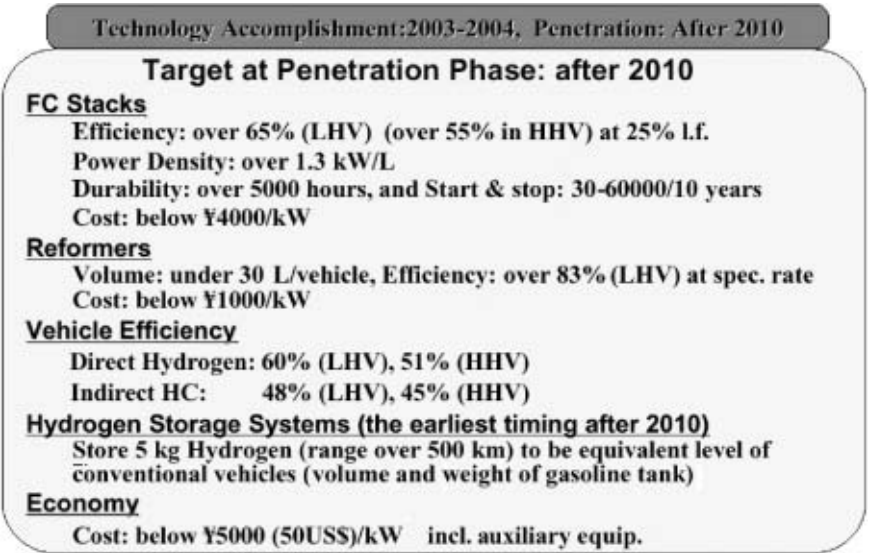 Technology Accomplishment:2003-2004, Penetration: After 2010
Target at Penetration Phase: after 2010
FC Stacks
Efficiency: over 65% (LHV) (over 55% in HHV) at 25% l.f.
Power Density: over 1.3 kW/L
Durability: over 5000 hours, and Start & stop: 30-60000/10 years
Cost: below ¥4000/kW
Reformers
Volume: under 30 L/vehicle, Efficiency: over 83% (LHV) at spec. rate
Cost: below ¥1000/kW
Vehicle Efficiency
Direct Hydrogen: 60% (LHV), 51% (HHV)
Indirect HC: 48% (LHV), 45% (HHV)
Hydrogen Storage Systems (the earliest timing after 2010)
Store 5 kg Hydrogen (range over 500 km) to be equivalent level of
conventional vehicles (volume and weight of gasoline tank)
Economy
Cost: below ¥5000 (50US$)/kW incl. auxiliary equip.